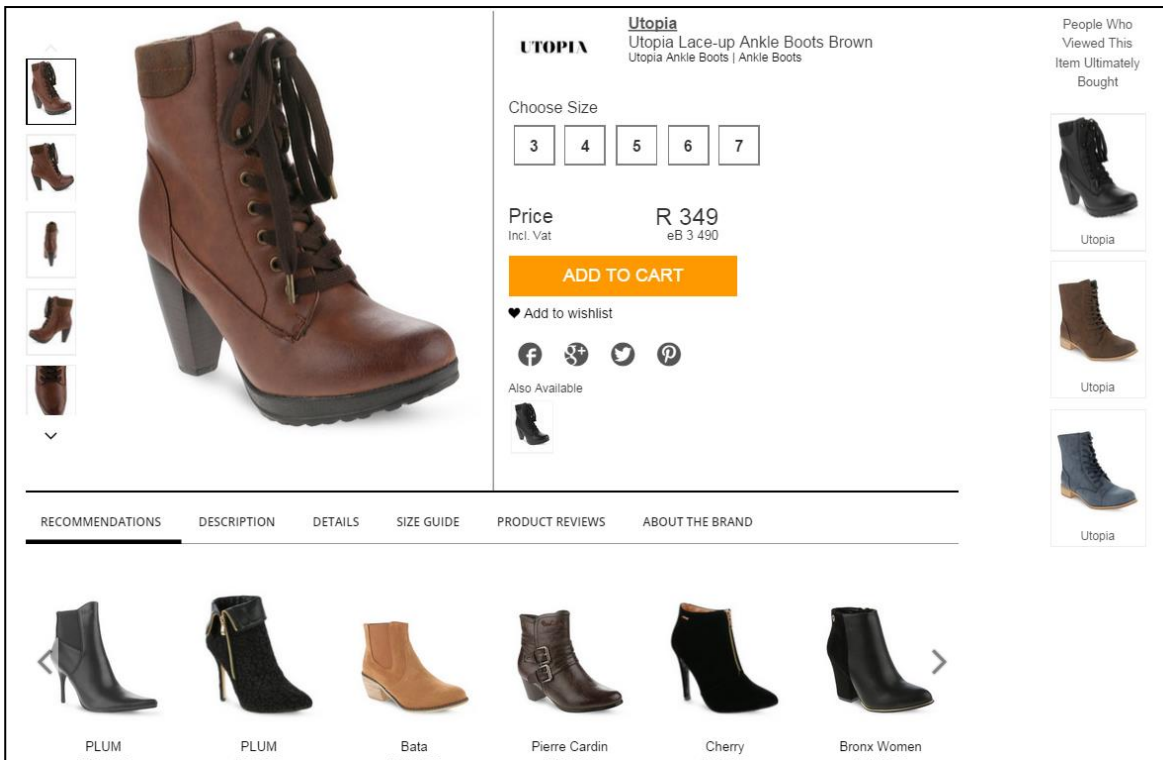 UTOPIA
Utopia
Utopia Lace-up Ankle Boots Brown
Utopia Ankle Boots | Ankle Boots
Choose Size
3 4 5 6 7
Price R 349
Incl. Vat eB 3 490
ADD TO CART
Add to wishlist
Also Available
People Who
Viewed This
Item Ultimately
Bought
Utopia
Utopia
Utopia
RECOMMENDATIONS DESCRIPTION DETAILS SIZE GUIDE PRODUCT REVIEWS ABOUT THE BRAND
PLUM PLUM Bata Pierre Cardin Cherry Bronx Women